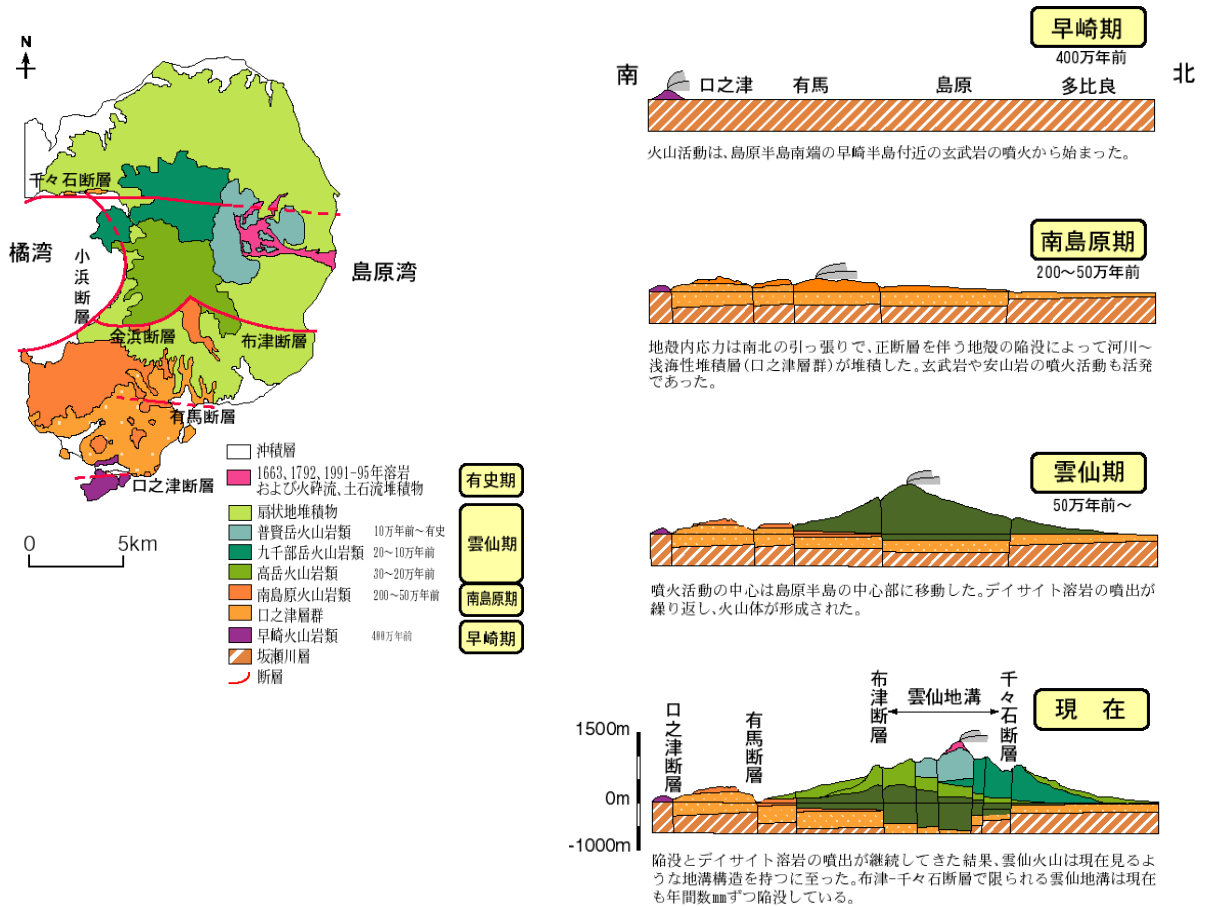 N
千々石断層
橘湾
小浜断層
島原湾
金浜断層
布津断層
有馬断層
口之津断層
0
5km
沖積層
1663、1792、1991-95年溶岩
および火砕流、土石流堆積物
有史期
扇状地堆積物
普賢岳火山岩類 10万年前～有史
九千部岳火山岩類 20～10万年前
高岳火山岩類 30～20万年前
雲仙期
南島原火山岩類 200～50万年前
口之津層群
南島原期
早崎火山岩類 400万年前
早崎期
坂瀬川層
断層
早崎期
400万年前
南
口之津
有馬
島原
多比良
北
火山活動は、島原半島南端の早崎半島付近の玄武岩の噴火から始まった。
南島原期
200～50万年前
地殻内応力は南北の引っ張りで、正断層を伴う地殻の陥没によって河川～
浅海性堆積層(口之津層群)が堆積した。玄武岩や安山岩の噴火活動も活発
であった。
雲仙期
50万年前～
噴火活動の中心は島原半島の中心部に移動した。デイサイト溶岩の噴出が
繰り返し、火山体が形成された。
現 在
口之津断層
有馬断層
布津断層
雲仙地溝
千々石断層
1500m
0m
-1000m
陥没とデイサイト溶岩の噴出が継続してきた結果、雲仙火山は現在見るよ
うな地溝構造を持つに至った。布津-千々石断層で限られる雲仙地溝は現在
も年間数㎜ずつ陥没している。